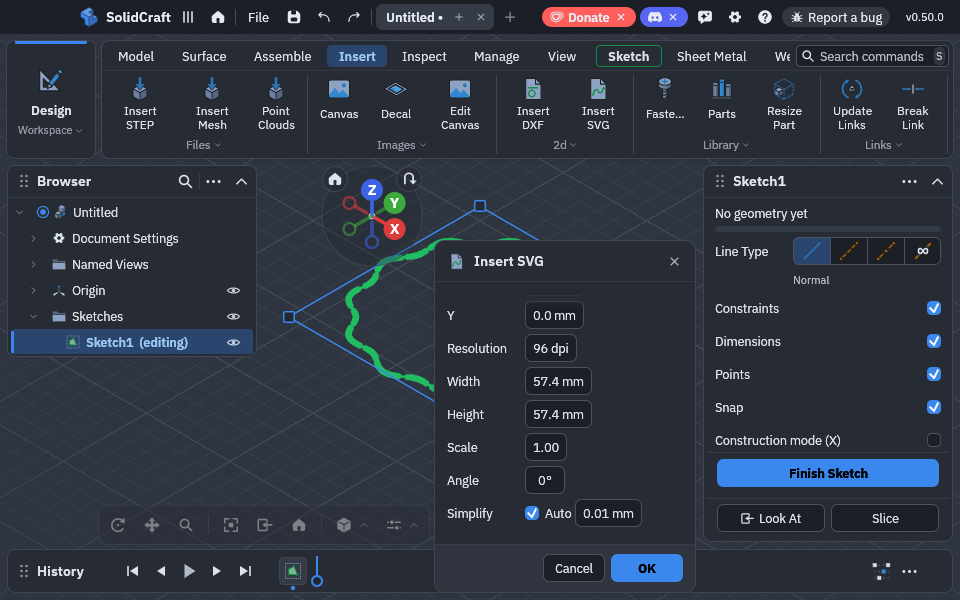 SolidCraft
File
Untitled •
Donate
Report a bug
v0.50.0
Design
Workspace
Model
Surface
Assemble
Insert
Inspect
Manage
View
Sketch
Sheet Metal
Search commands
S
Insert STEP
Insert Mesh
Point Clouds
Files
Canvas
Decal
Edit Canvas
Images
Insert DXF
Insert SVG
2d
Faste...
Parts
Resize Part
Library
Update Links
Break Link
Links
Browser
Untitled
Document Settings
Named Views
Origin
Sketches
Sketch1 (editing)
Z
Y
X
Insert SVG
Y 0.0 mm
Resolution 96 dpi
Width 57.4 mm
Height 57.4 mm
Scale 1.00
Angle 0°
Simplify Auto 0.01 mm
Cancel
OK
Sketch1
No geometry yet
Line Type
Normal
Constraints
Dimensions
Points
Snap
Construction mode (X)
Finish Sketch
Look At
Slice
History